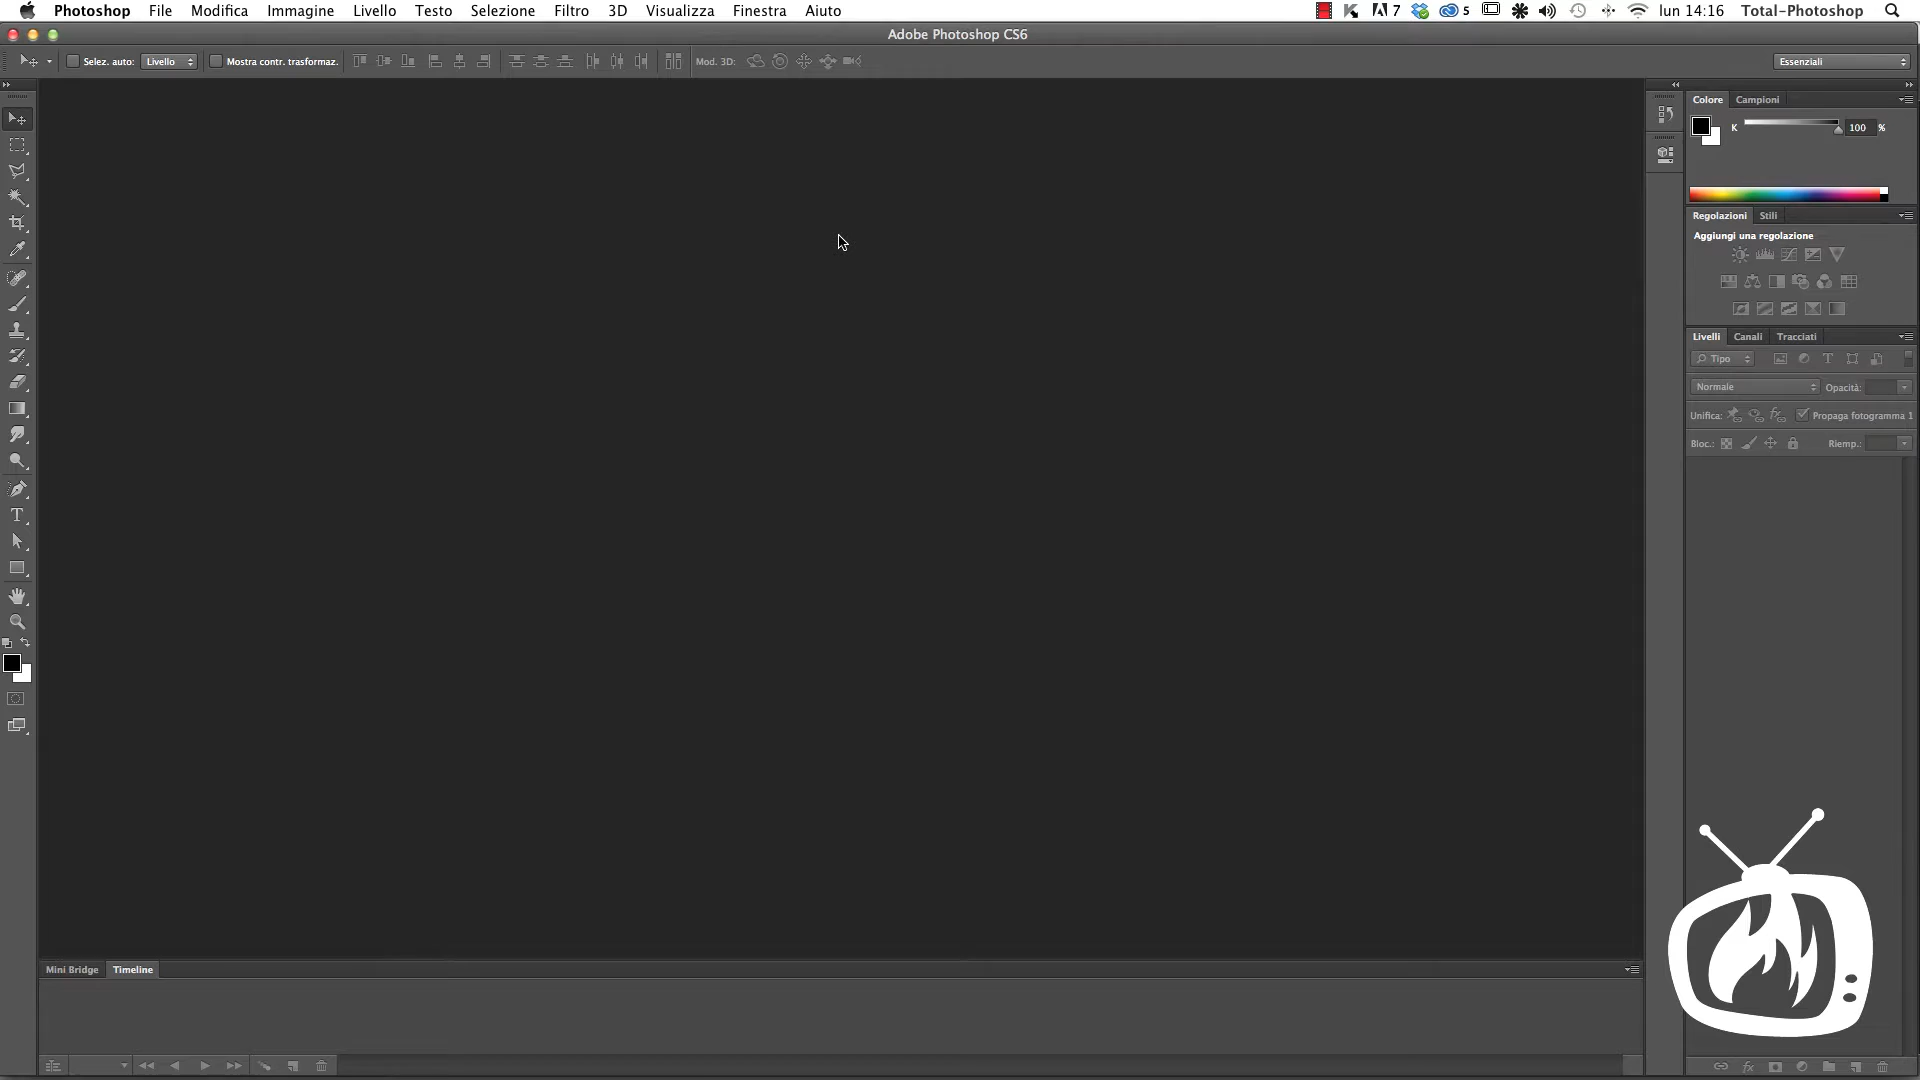 Photoshop File Modifica Immagine Livello Testo Selezione Filtro 3D Visualizza Finestra Aiuto 7 5 lun 14:16 Total-Photoshop
Adobe Photoshop CS6
Selez. auto: Livello Mostra contr. trasformaz. Mod. 3D: Essenziali
Colore Campioni
K 100 %
Regolazioni Stili
Aggiungi una regolazione
Livelli Canali Tracciati
Tipo T
Normale Opacità:
Unifica: Propaga fotogramma 1
Bloc.: Riemp.:
T
Mini Bridge Timeline
fx